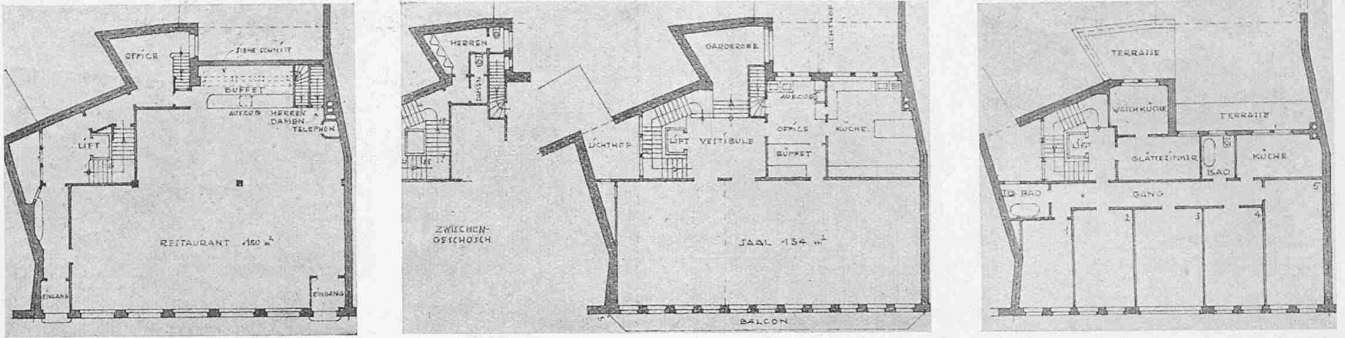 OFFICE
SIEHE SCHNITT
BUFFET
AUFZUG
HERREN
DAMEN
TELEPHON
LIFT
RESTAURANT 180 m²
EINGANG
EINGANG
HERREN
DAMEN
ZWISCHEN-
GESCHOSCH
GARDEROBE
LICHTHOF
AUFZUG
LICHTHOF
LIFT
VESTIBULE
OFFICE
KÜCHE
BUFFET
SAAL 134 m²
BALCON
TERRASSE
WASCHKÜCHE
TERRASSE
LIFT
GLÄTTEZIMMER
BAD
KÜCHE
BAD
GANG
1
2
3
4
5